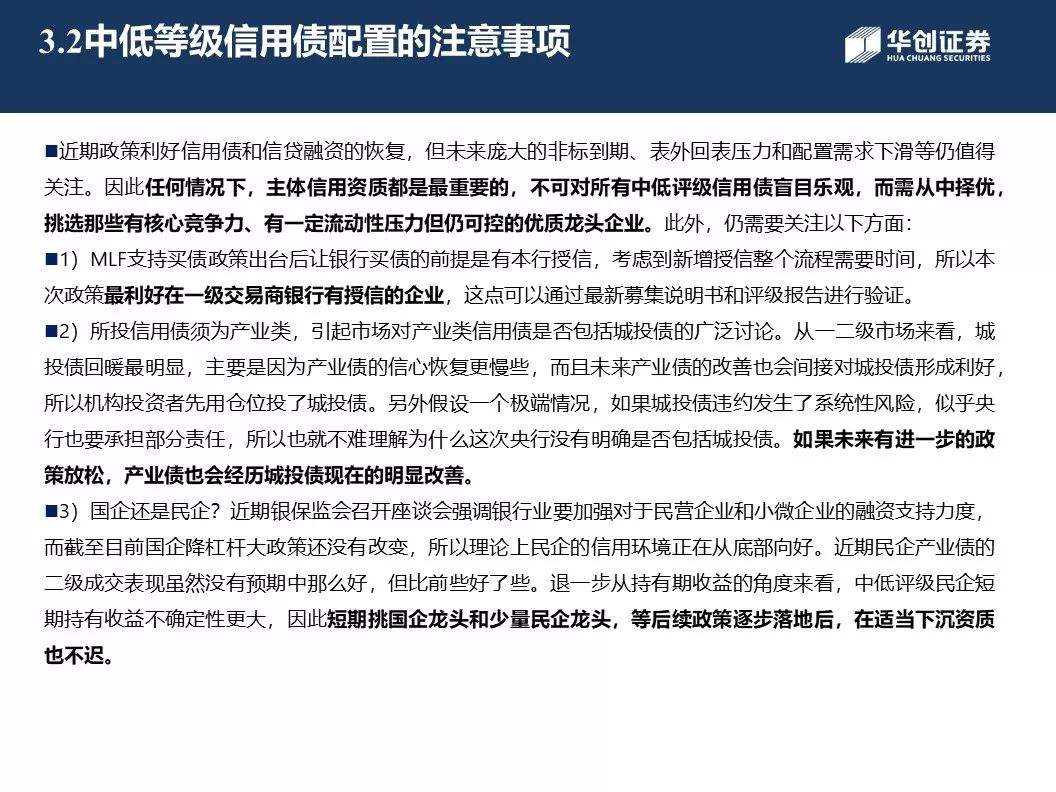 3.2中低等级信用债配置的注意事项
华创证券
HUA CHUANG SECURITIES
■近期政策利好信用债和信贷融资的恢复，但未来庞大的非标到期、表外回表压力和配置需求下滑等仍值得
关注。因此任何情况下，主体信用资质都是最重要的，不可对所有中低评级信用债盲目乐观，而需从中择优，
挑选那些有核心竞争力、有一定流动性压力但仍可控的优质龙头企业。此外，仍需要关注以下方面：
■1）MLF支持买债政策出台后让银行买债的前提是有本行授信，考虑到新增授信整个流程需要时间，所以本
次政策最利好在一级交易商银行有授信的企业，这点可以通过最新募集说明书和评级报告进行验证。
■2）所投信用债须为产业类，引起市场对产业类信用债是否包括城投债的广泛讨论。从一二级市场来看，城
投债回暖最明显，主要是因为产业债的信心恢复更慢些，而且未来产业债的改善也会间接对城投债形成利好，
所以机构投资者先用仓位投了城投债。另外假设一个极端情况，如果城投债违约发生了系统性风险，似乎央
行也要承担部分责任，所以也就不难理解为什么这次央行没有明确是否包括城投债。如果未来有进一步的政
策放松，产业债也会经历城投债现在的明显改善。
■3）国企还是民企？近期银保监会召开座谈会强调银行业要加强对于民营企业和小微企业的融资支持力度，
而截至目前国企降杠杆大政策还没有改变，所以理论上民企的信用环境正在从底部向好。近期民企产业债的
二级成交表现虽然没有预期中那么好，但比前些好了些。退一步从持有期收益的角度来看，中低评级民企短
期持有收益不确定性更大，因此短期挑国企龙头和少量民企龙头，等后续政策逐步落地后，在适当下沉资质
也不迟。